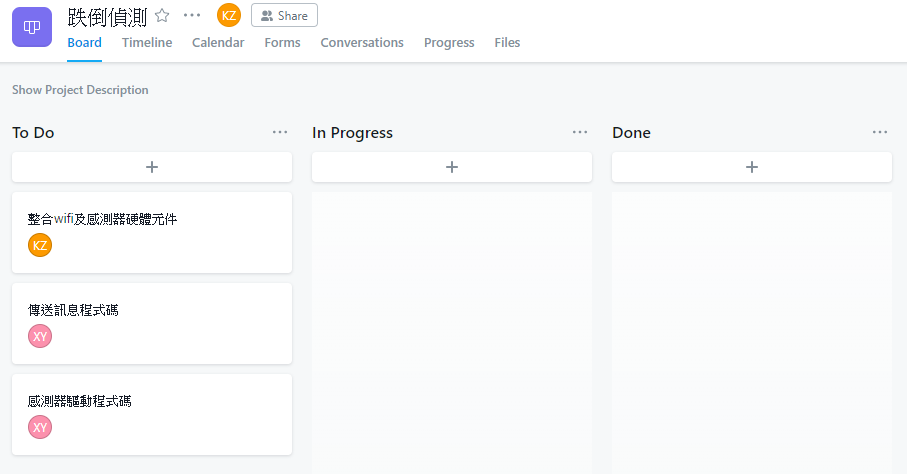 跌倒偵測
KZ
Share
Board Timeline Calendar Forms Conversations Progress Files
Show Project Description
To Do
整合wifi及感測器硬體元件
KZ
傳送訊息程式碼
XY
感測器驅動程式碼
XY
In Progress
Done